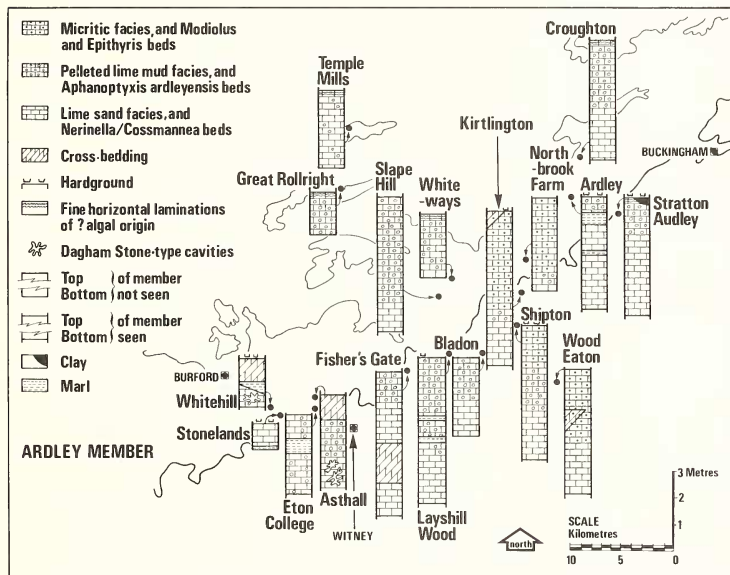 Micritic facies, and Modiolus
and Epithyris beds
Pelleted lime mud facies, and
Aphanoptyxis ardleyensis beds
Lime sand facies, and
Nerinella/Cossmannea beds
Cross-bedding
Hardground
Fine horizontal laminations
of ? algal origin
Dagham Stone-type cavities
Top } of member
Bottom } not seen
Top } of member
Bottom } seen
Clay
Marl
ARDLEY MEMBER
Temple
Mills
Croughton
Kirtlington
Great Rollright
Slape
Hill
White
-ways
North
-brook
Farm
Ardley
BUCKINGHAM
Stratton
Audley
BURFORD
Whitehill
Stonelands
Fisher's Gate
Bladon
Shipton
Wood
Eaton
Eton
College
Asthall
WITNEY
Layshill
Wood
north
SCALE
Kilometres
10 5 0
3 Metres
2
1